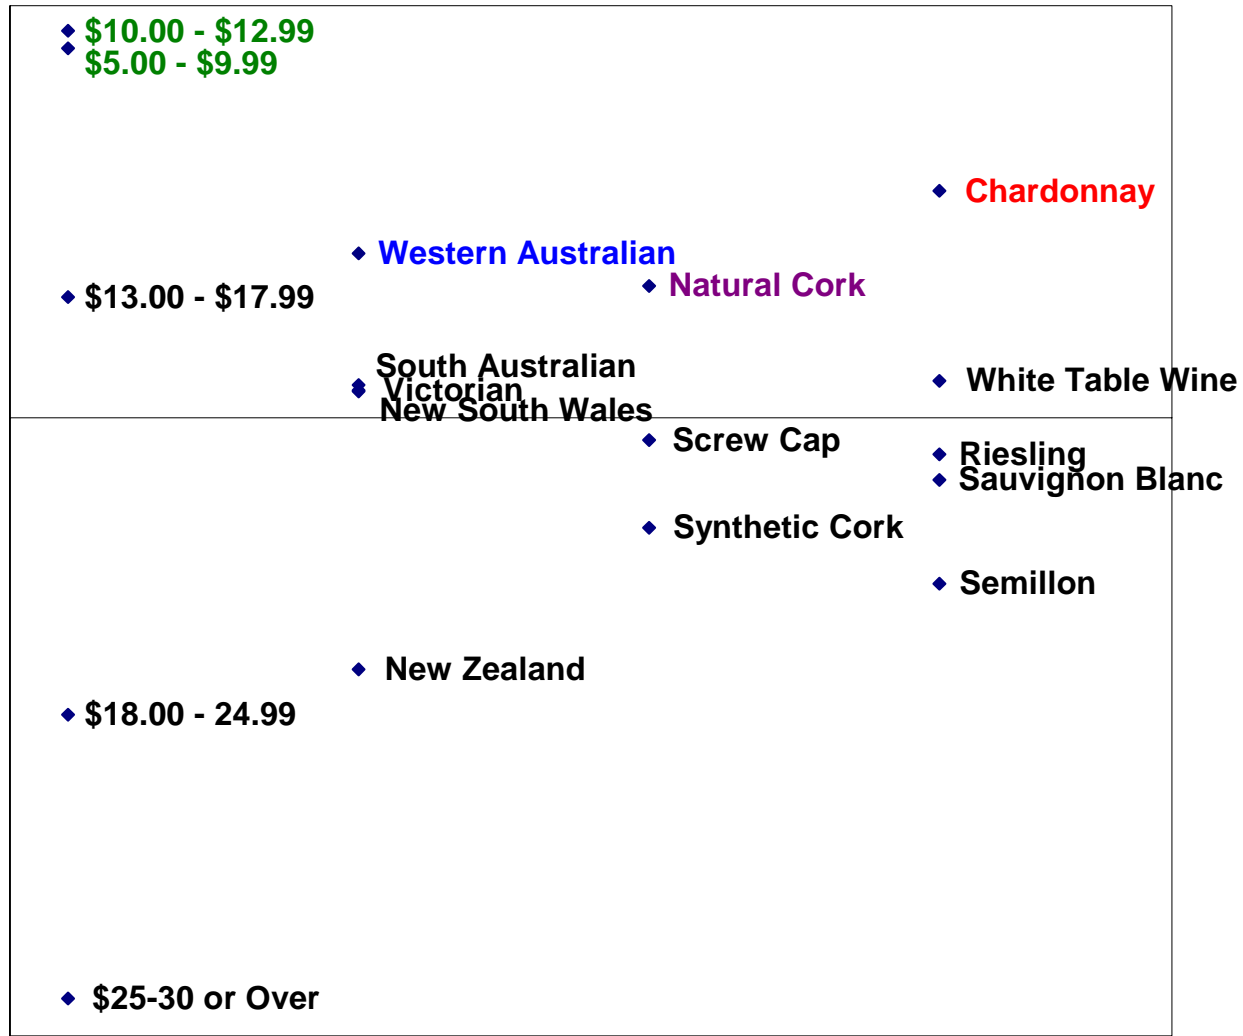 $10.00 - $12.99
$5.00 - $9.99
Chardonnay
Western Australian
Natural Cork
$13.00 - $17.99
South Australian
Victorian
New South Wales
White Table Wine
Screw Cap
Riesling
Sauvignon Blanc
Synthetic Cork
Semillon
New Zealand
$18.00 - 24.99
$25-30 or Over